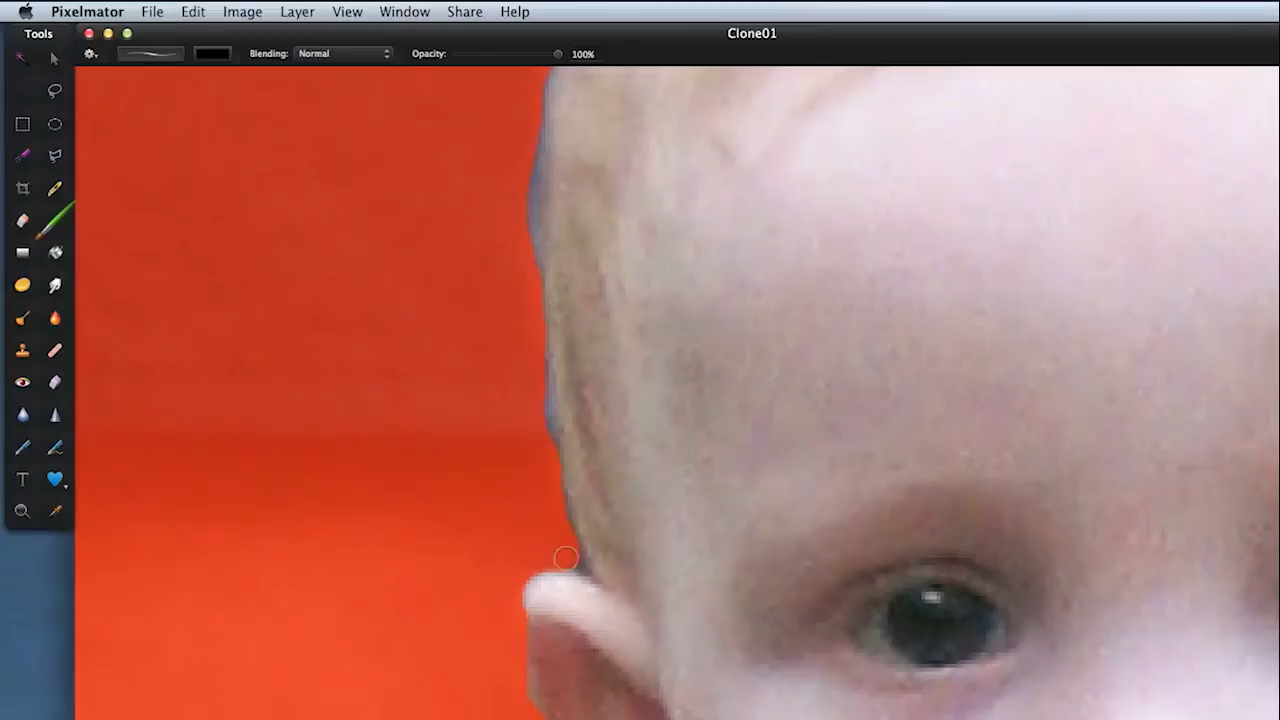 Pixelmator File Edit Image Layer View Window Share Help
Tools
Clone01
Blending: Normal Opacity: 100%
T